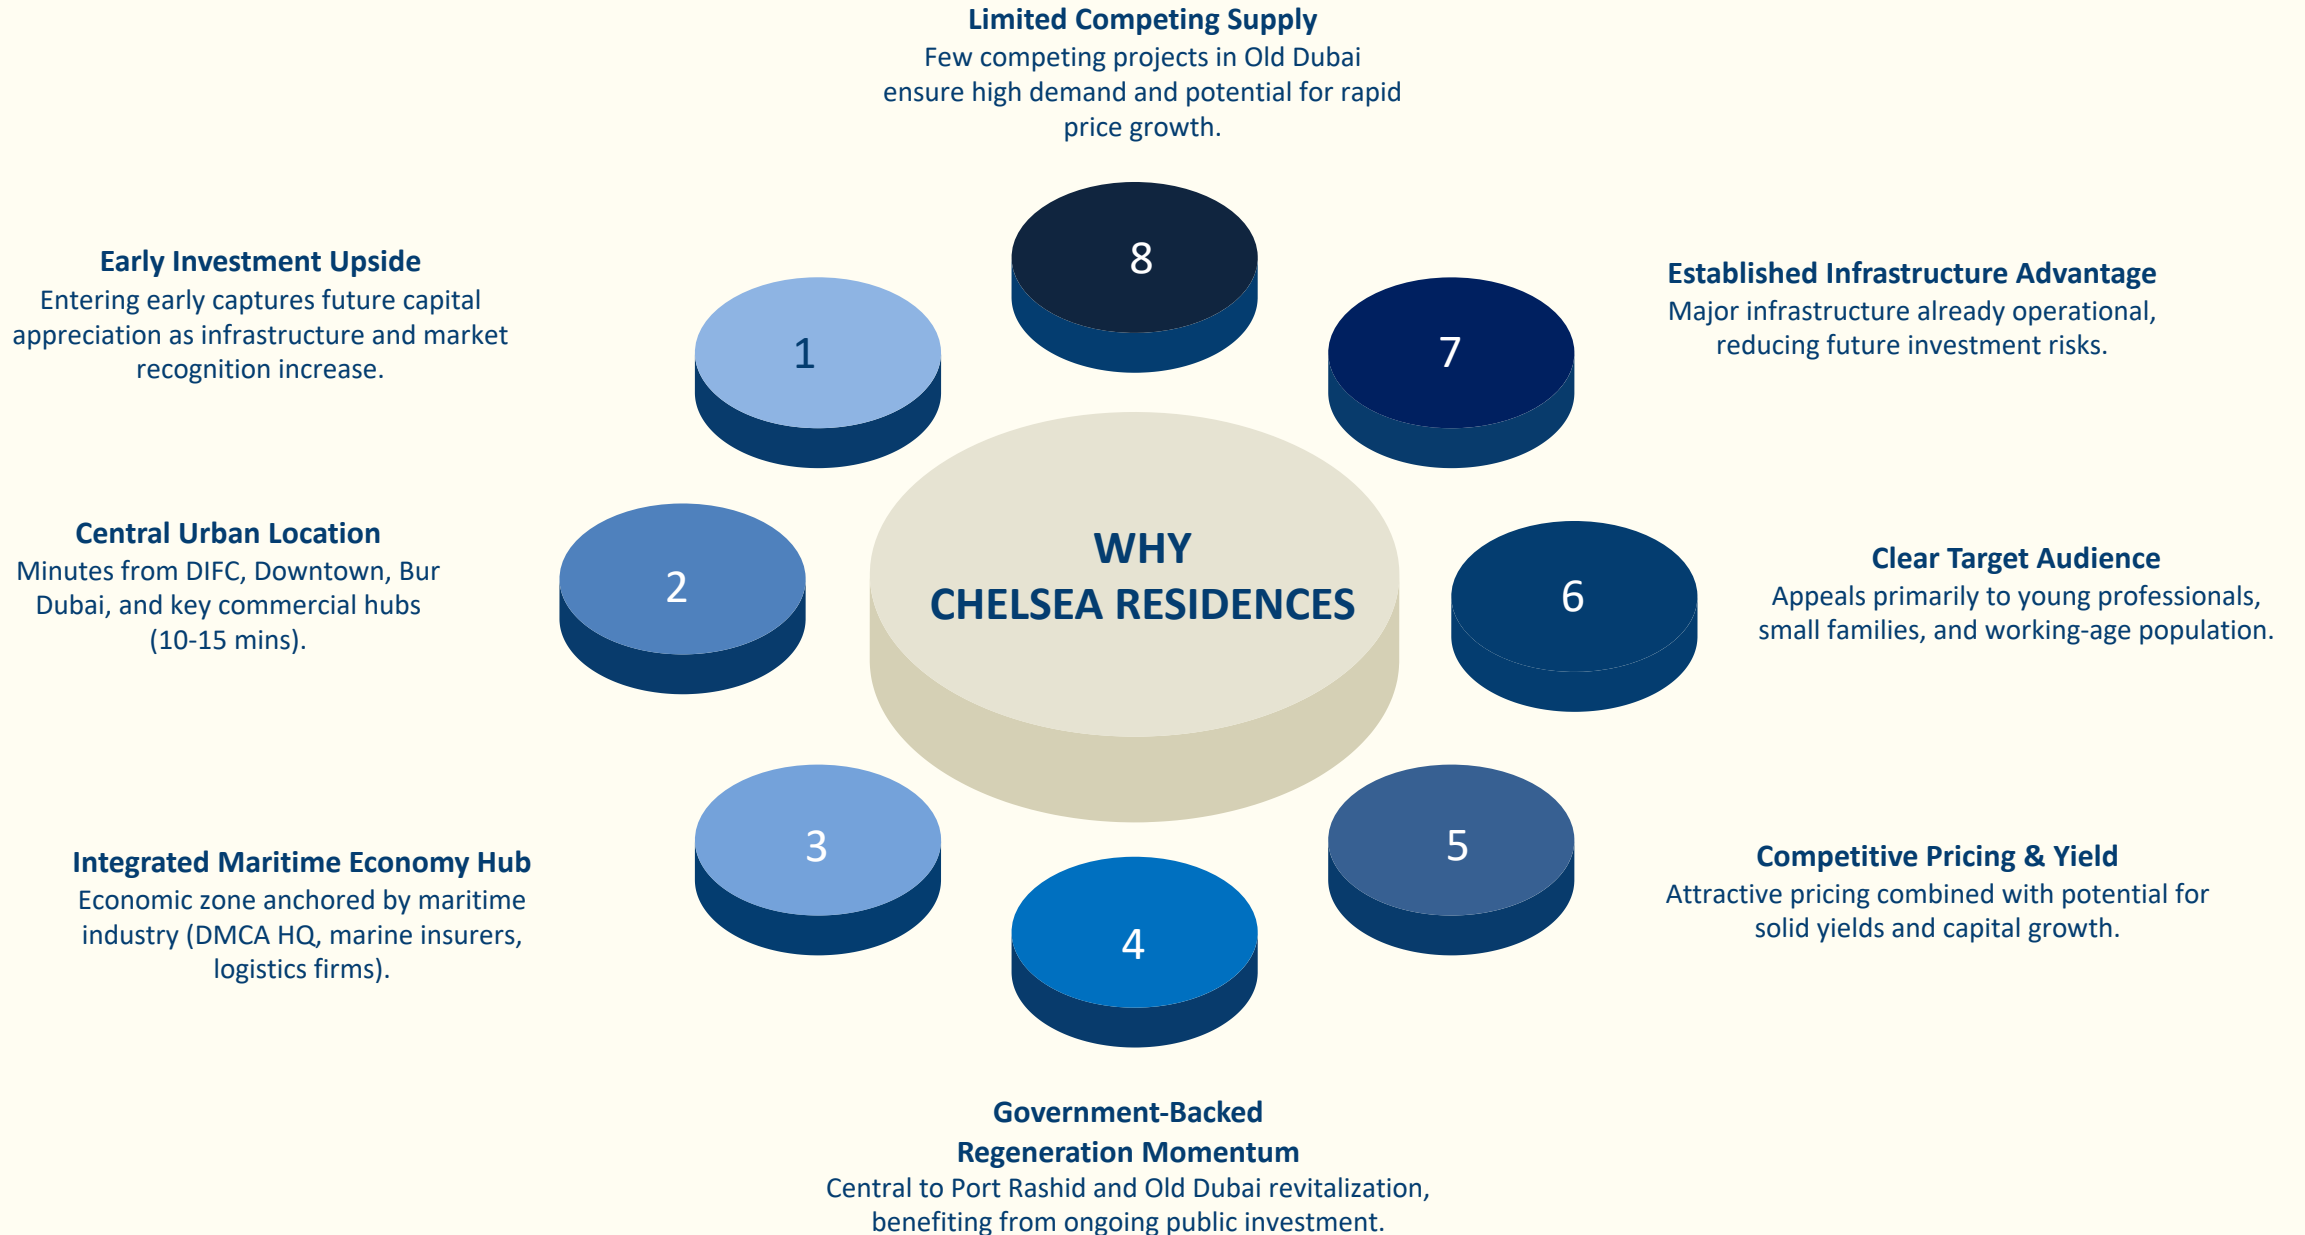 Limited Competing Supply
Few competing projects in Old Dubai
ensure high demand and potential for rapid
price growth.
8
Early Investment Upside
Entering early captures future capital
appreciation as infrastructure and market
recognition increase.
1
7
Established Infrastructure Advantage
Major infrastructure already operational,
reducing future investment risks.
Central Urban Location
Minutes from DIFC, Downtown, Bur
Dubai, and key commercial hubs
(10-15 mins).
2
WHY
CHELSEA RESIDENCES
6
Clear Target Audience
Appeals primarily to young professionals,
small families, and working-age population.
Integrated Maritime Economy Hub
Economic zone anchored by maritime
industry (DMCA HQ, marine insurers,
logistics firms).
3
4
5
Competitive Pricing & Yield
Attractive pricing combined with potential for
solid yields and capital growth.
Government-Backed
Regeneration Momentum
Central to Port Rashid and Old Dubai revitalization,
benefiting from ongoing public investment.